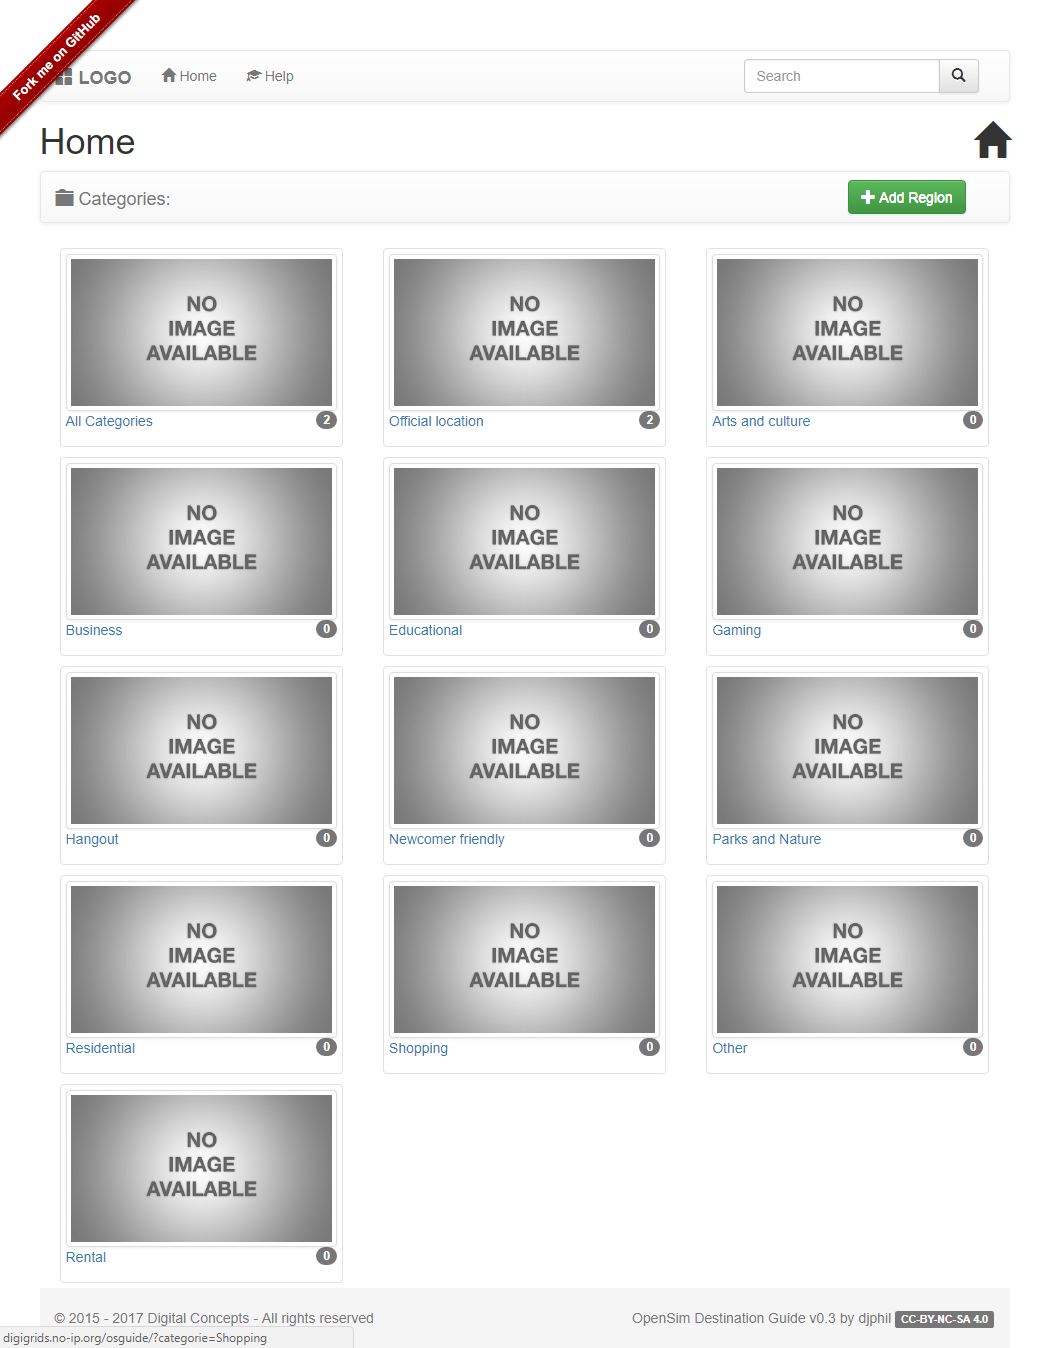 Fork me on GitHub
LOGO Home Help Search
Home
Categories: Add Region
NO
IMAGE
AVAILABLE
All Categories 2
NO
IMAGE
AVAILABLE
Official location 2
NO
IMAGE
AVAILABLE
Arts and culture 0
NO
IMAGE
AVAILABLE
Business 0
NO
IMAGE
AVAILABLE
Educational 0
NO
IMAGE
AVAILABLE
Gaming 0
NO
IMAGE
AVAILABLE
Hangout 0
NO
IMAGE
AVAILABLE
Newcomer friendly 0
NO
IMAGE
AVAILABLE
Parks and Nature 0
NO
IMAGE
AVAILABLE
Residential 0
NO
IMAGE
AVAILABLE
Shopping 0
NO
IMAGE
AVAILABLE
Other 0
NO
IMAGE
AVAILABLE
Rental 0
© 2015 - 2017 Digital Concepts - All rights reserved
OpenSim Destination Guide v0.3 by djphil CC-BY-NC-SA 4.0
digigrids.no-ip.org/osguide/?categorie=Shopping